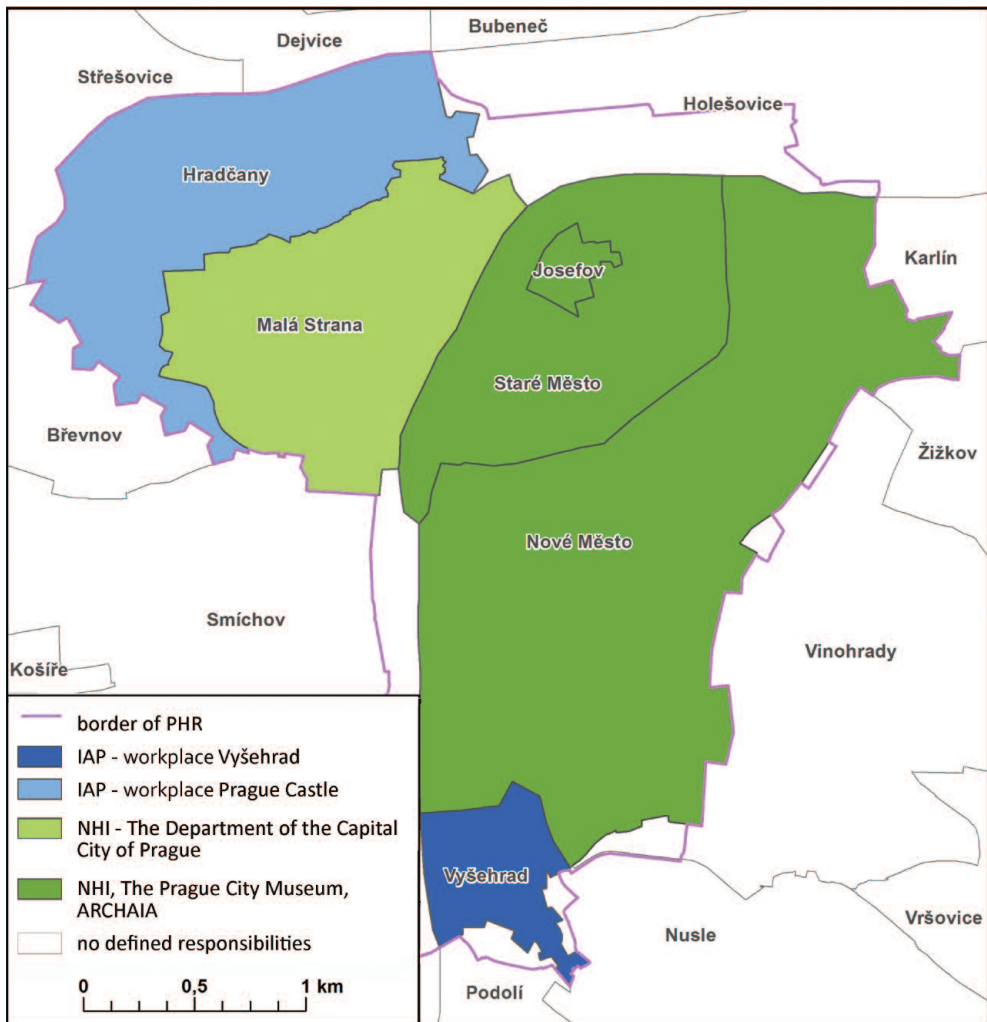 Bubeneč
Dejvice
Střešovice
Holešovice
Hradčany
Karlín
Josefov
Malá Strana
Staré Město
Břevnov
Žižkov
Nové Město
Smíchov
Vinohrady
Košíře
border of PHR
IAP - workplace Vyšehrad
IAP - workplace Prague Castle
NHI - The Department of the Capital
City of Prague
NHI, The Prague City Museum,
ARCHAIA
no defined responsibilities
0 0,5 1 km
Vyšehrad
Vršovice
Nusle
Podolí